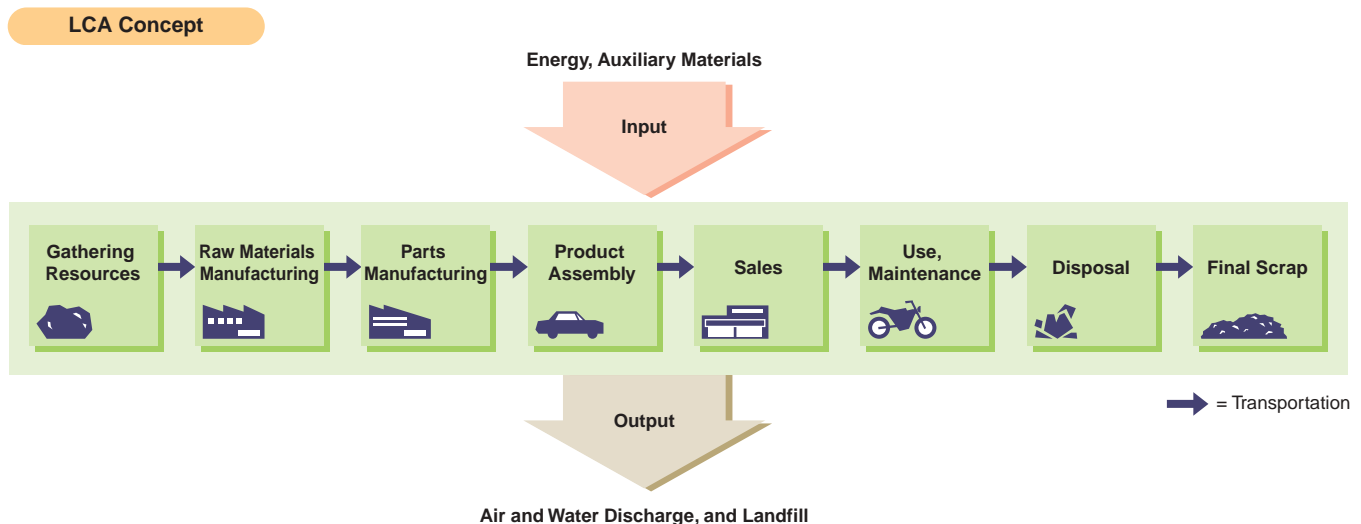 LCA Concept
Energy, Auxiliary Materials
Input
Gathering
Resources
Raw Materials
Manufacturing
Parts
Manufacturing
Product
Assembly
Sales
Use,
Maintenance
Disposal
Final Scrap
= Transportation
Output
Air and Water Discharge, and Landfill